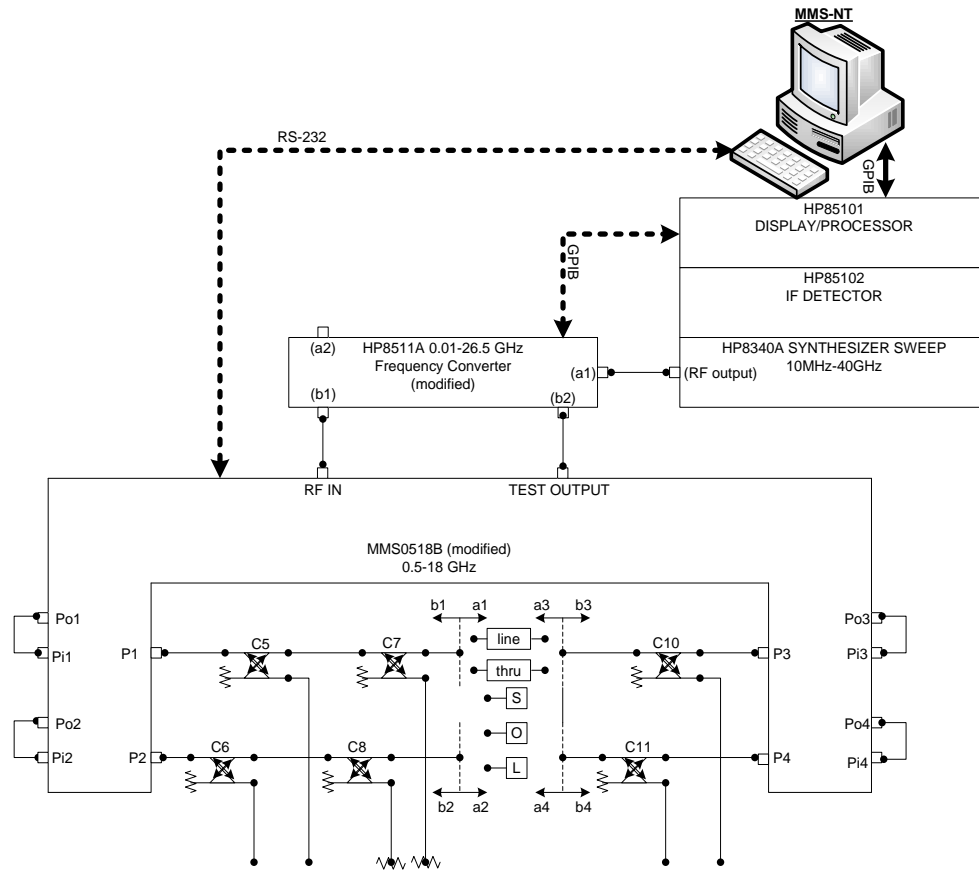 MMS-NT
RS-232
GPIB
HP85101
DISPLAY/PROCESSOR
GPIB
HP85102
IF DETECTOR
(a2)
HP8511A 0.01-26.5 GHz
Frequency Converter
(modified)
(a1)
(b1)
(b2)
HP8340A SYNTHESIZER SWEEP
10MHz-40GHz
(RF output)
RF IN
TEST OUTPUT
MMS0518B (modified)
0.5-18 GHz
Po1
Pi1
Po2
Pi2
P1
P2
C5
C7
C6
C8
b1
a1
a3
b3
line
thru
S
O
L
b2
a2
a4
b4
C10
C11
P3
P4
Po3
Pi3
Po4
Pi4